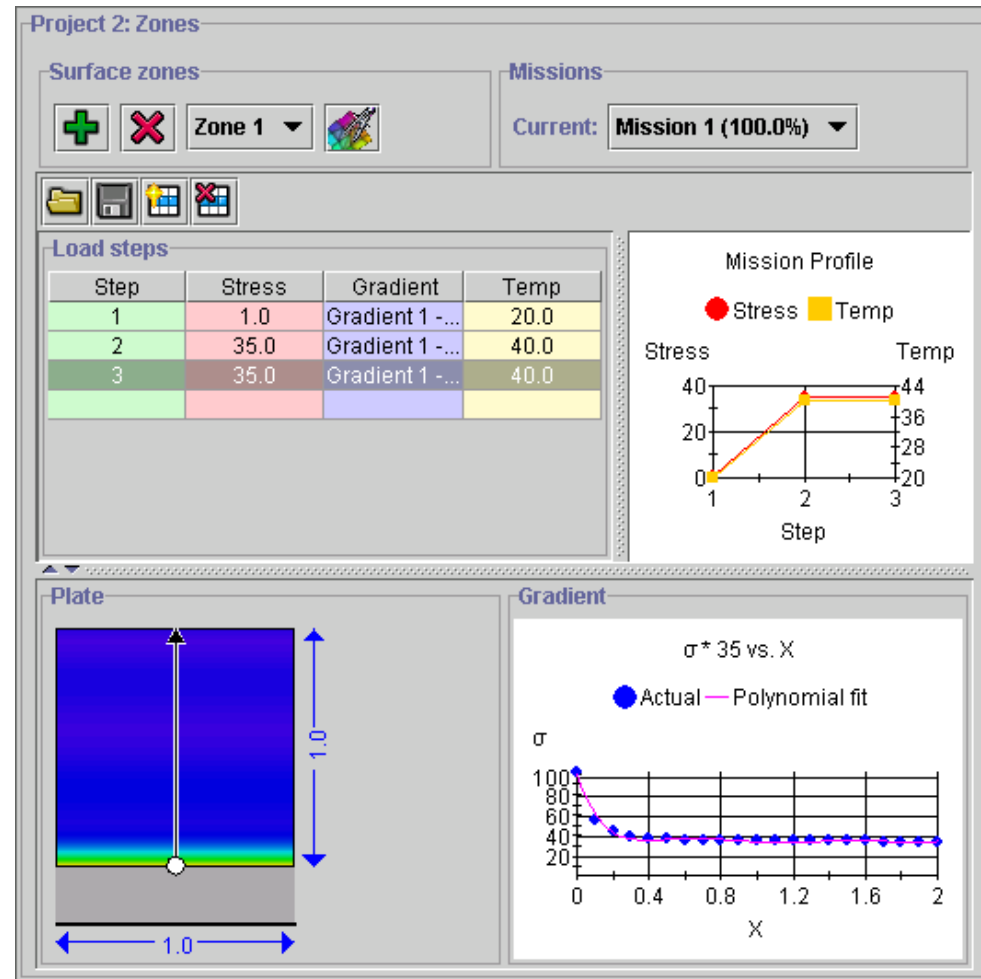 Project 2: Zones
Surface zones
Missions
Zone 1
Current: Mission 1 (100.0%)
Load steps
Step Stress Gradient Temp
1 1.0 Gradient 1 -... 20.0
2 35.0 Gradient 1 -... 40.0
3 35.0 Gradient 1 -... 40.0
Mission Profile
Stress Temp
Stress Temp
40 44
36
20 28
0 20
1 2 3
Step
Plate
1.0
1.0
Gradient
σ* 35 vs. X
Actual Polynomial fit
σ
100
80
60
40
20
0 0.4 0.8 1.2 1.6 2
X